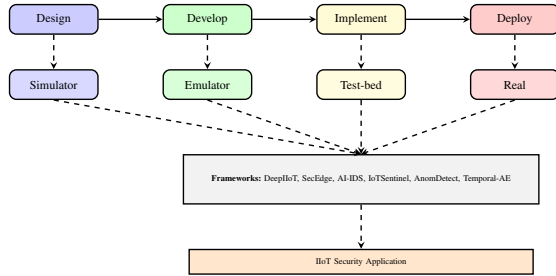 Design Develop Implement Deploy
Simulator Emulator Test-bed Real
Frameworks: DeepIIoT, SecEdge, AI-IDS, IoTSentinel, AnomDetect, Temporal-AE
IIoT Security Application